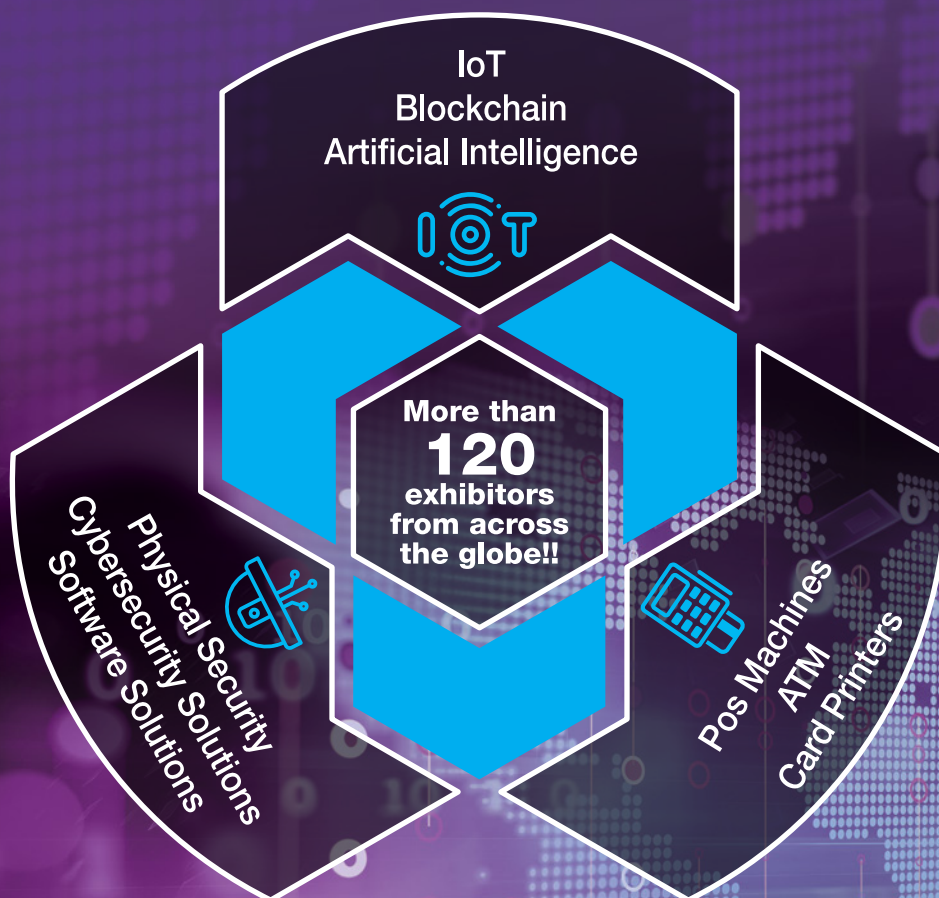 IoT
Blockchain
Artificial Intelligence
IOT
More than
120
exhibitors
from across
the globe!!
Physical Security
Cybersecurity Solutions
Software Solutions
Pos Machines
ATM
Card Printers